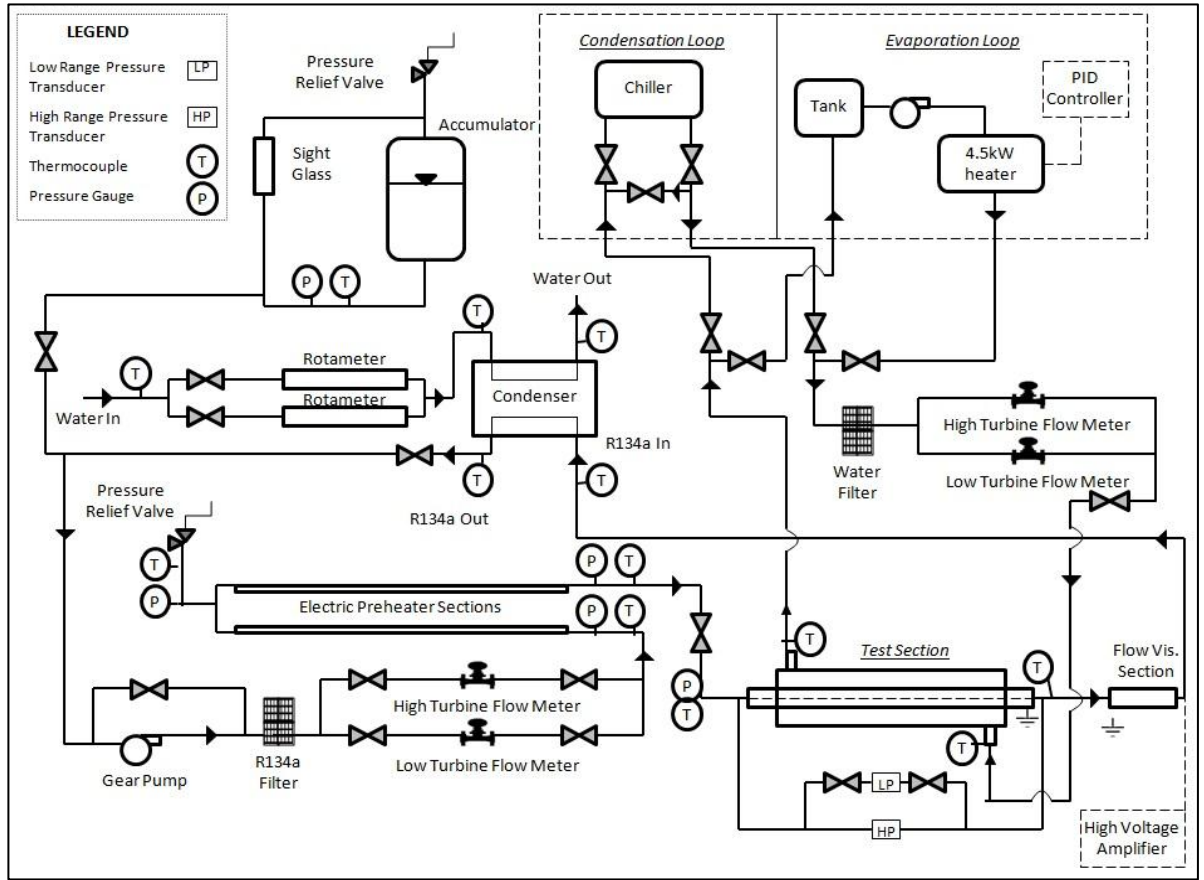 LEGEND
Low Range Pressure
Transducer
LP
High Range Pressure
Transducer
HP
Thermocouple
T
Pressure Gauge
P
Pressure
Relief Valve
Accumulator
Sight
Glass
P
T
Condensation Loop
Chiller
Evaporation Loop
Tank
PID
Controller
4.5kW
heater
Water Out
T
T
T
Rotameter
Rotameter
Water In
Condenser
R134a In
T
T
R134a Out
Water
Filter
High Turbine Flow Meter
Low Turbine Flow Meter
Pressure
Relief Valve
T
P
P
T
Electric Preheater Sections
P
T
High Turbine Flow Meter
Low Turbine Flow Meter
Gear Pump
R134a
Filter
P
T
T
Test Section
T
T
Flow Vis.
Section
LP
HP
High Voltage
Amplifier